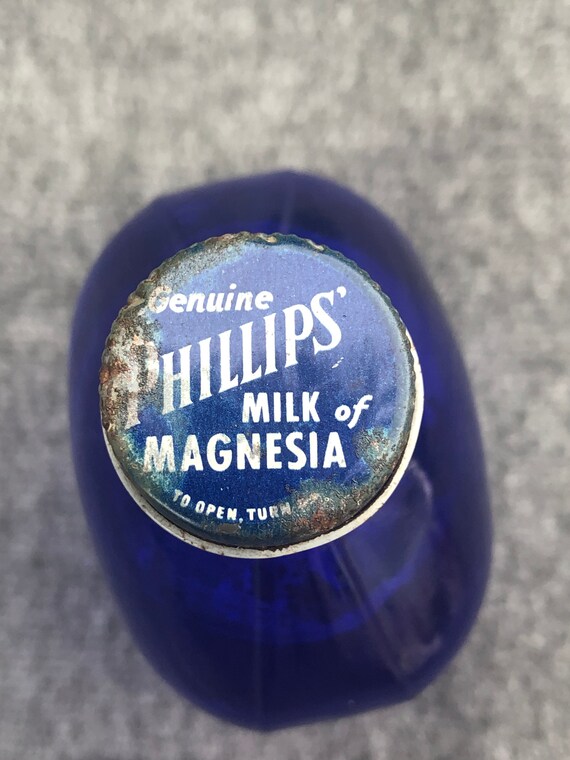 Genuine
PHILLIPS'
MILK of
MAGNESIA
TO OPEN, TURN